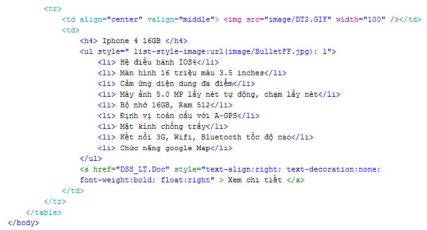 <tr>
<td align="center" valign="middle"> <img src="image/DT2.GIF" width="100" /></td>
<td>
<h4> Iphone 4 16GB </h4>
<ul style=" list-style-image:url(image/BulletFF.jpg); l">
<li> Hệ điều hành IOS4</li>
<li> Màn hình 16 triệu màu 3.5 inches</li>
<li> Cảm ứng điện dung đa điểm</li>
<li> Máy ảnh 5.0 MP lấy nét tự động, chạm lấy nét</li>
<li> Bộ nhớ 16GB, Ram 512</li>
<li> Định vị toàn cầu với A-GPS</li>
<li> Mặt kính chống trầy</li>
<li> Kết nối 3G, Wifi, Bluetooth tốc độ cao</li>
<li> Chức năng google Map</li>
</ul>
<a href="DSS_LT.Doc" style="text-align:right; text-decoration:none;
font-weight:bold; float:right" > Xem chi tiết </a>
</td>
</tr>
</table>
</body>